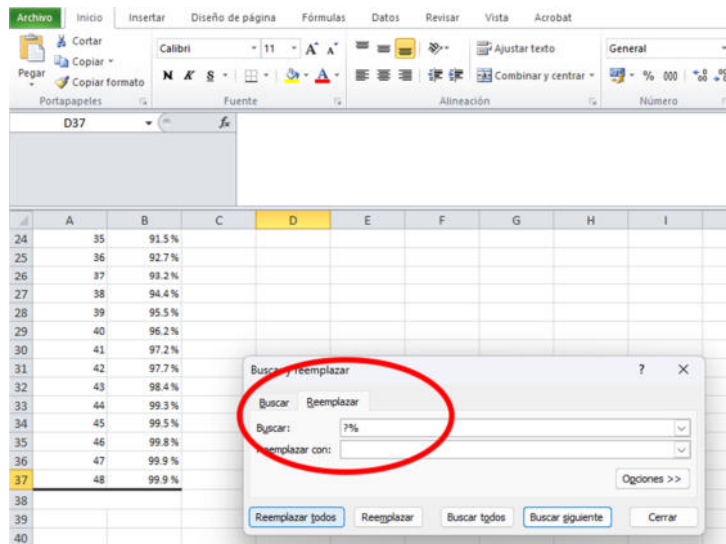 Archivo Inicio Insertar Diseño de página Fórmulas Datos Revisar Vista Acrobat
Cortar
Copiar
Copiar formato
Pegar
Portapapeles
Calibri 11 A A
N K S A
Fuente
Ajustar texto
Combinar y centrar
Alineación
General
% 000
Número
D37 fx
A B C D E F G H I
24 35 91.5%
25 36 92.7%
26 37 93.2%
27 38 94.4%
28 39 95.5%
29 40 96.2%
30 41 97.2%
31 42 97.7%
32 43 98.4%
33 44 99.3%
34 45 99.5%
35 46 99.8%
36 47 99.9%
37 48 99.9%
38
39
40
Buscar y reemplazar ? X
Buscar Reemplazar
Buscar: ?%
Reemplazar con:
Opciones >>
Reemplazar todos Reemplazar Buscar todos Buscar siguiente Cerrar